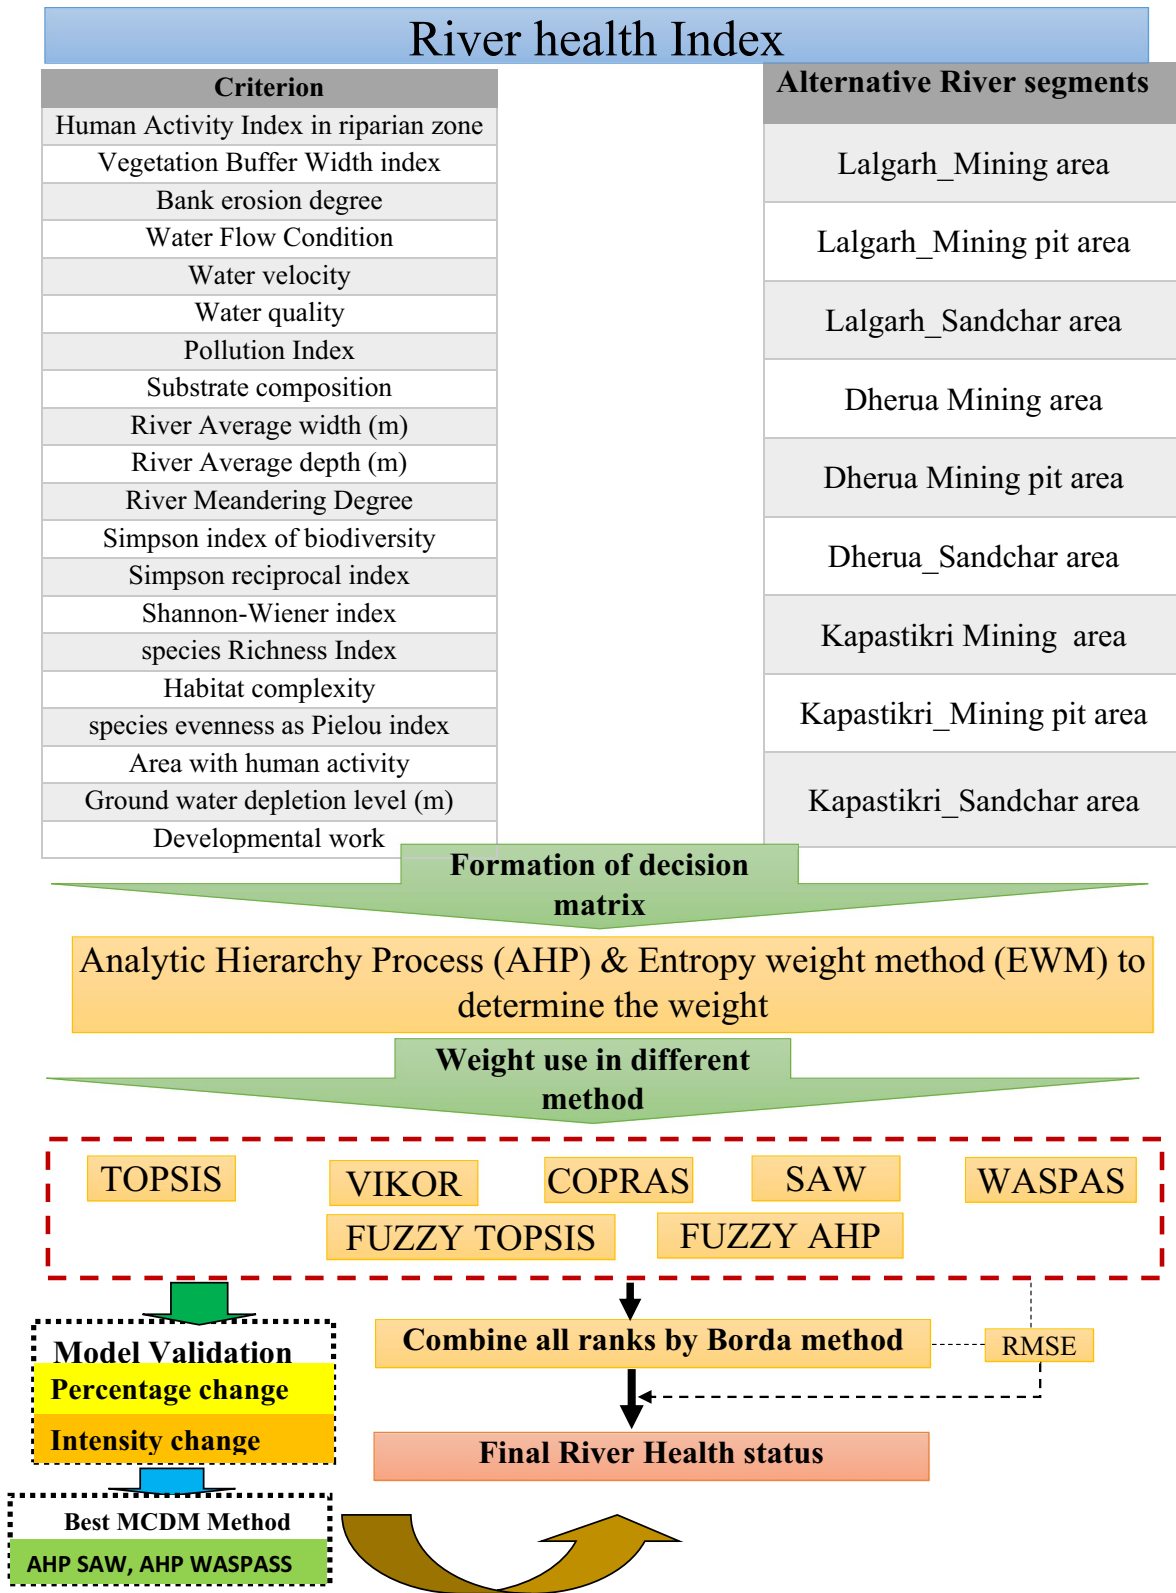 River health Index
Criterion
Human Activity Index in riparian zone
Vegetation Buffer Width index
Bank erosion degree
Water Flow Condition
Water velocity
Water quality
Pollution Index
Substrate composition
River Average width (m)
River Average depth (m)
River Meandering Degree
Simpson index of biodiversity
Simpson reciprocal index
Shannon-Wiener index
species Richness Index
Habitat complexity
species evenness as Pielou index
Area with human activity
Ground water depletion level (m)
Developmental work
Alternative River segments
Lalgarh_Mining area
Lalgarh_Mining pit area
Lalgarh_Sandchar area
Dherua Mining area
Dherua Mining pit area
Dherua_Sandchar area
Kapastikri Mining  area
Kapastikri_Mining pit area
Kapastikri_Sandchar area
Formation of decision
matrix
Analytic Hierarchy Process (AHP) & Entropy weight method (EWM) to
determine the weight
Weight use in different
method
TOPSIS
VIKOR
COPRAS
SAW
WASPAS
FUZZY TOPSIS
FUZZY AHP
Model Validation
Percentage change
Intensity change
Combine all ranks by Borda method
RMSE
Final River Health status
Best MCDM Method
AHP SAW, AHP WASPASS